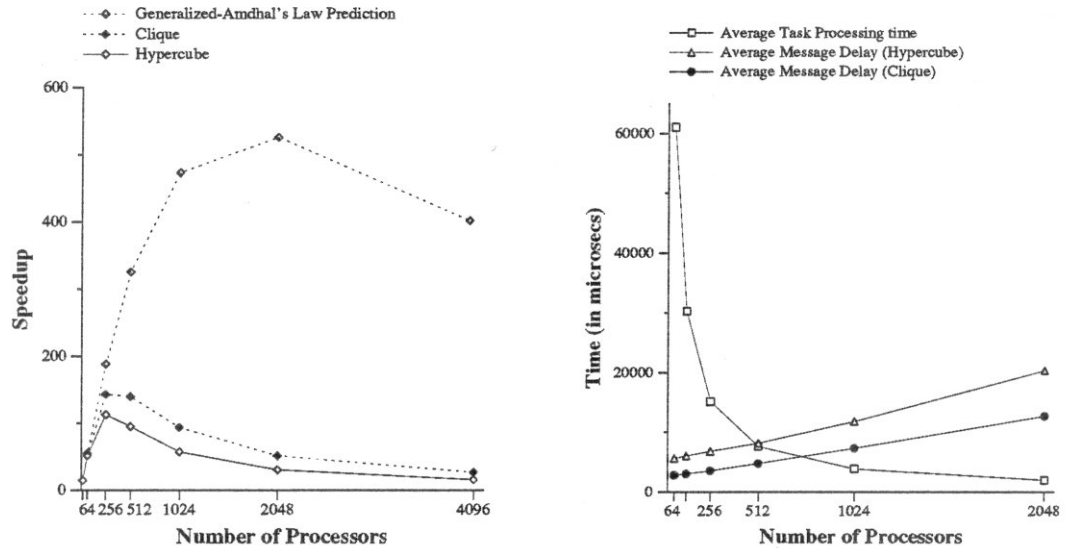 Generalized-Amdhal's Law Prediction
Clique
Hypercube
600
400
200
0
Speedup
64 256 512 1024 2048 4096
Number of Processors
Average Task Processing time
Average Message Delay (Hypercube)
Average Message Delay (Clique)
60000
40000
20000
0
Time (in microsecs)
64 256 512 1024 2048
Number of Processors